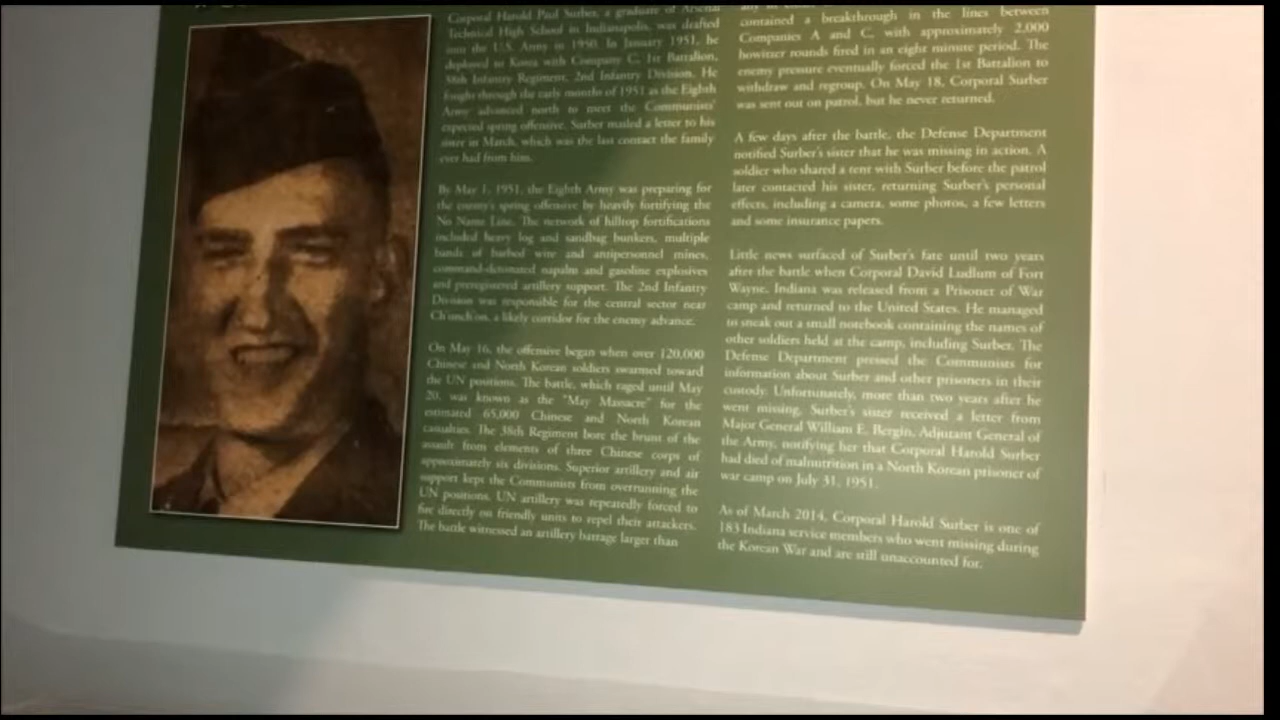 Corporal Harold Paul Surber, a graduate of Arsenal
Technical High School in Indianapolis, was drafted
into the U.S. Army in 1950. In January 1951, he
deployed to Korea with Company C, 1st Battalion,
38th Infantry Regiment, 2nd Infantry Division. He
fought through the early months of 1951 as the Eighth
Army advanced north to meet the Communists'
expected spring offensive. Surber mailed a letter to his
sister in March, which was the last contact the family
ever had from him.
By May 1, 1951, the Eighth Army was preparing for
the enemy's spring offensive by heavily fortifying the
No Name Line. The network of hilltop fortifications
included heavy log and sandbag bunkers, multiple
bands of barbed wire and antipersonnel mines,
command-detonated napalm and gasoline explosives
and preregistered artillery support. The 2nd Infantry
Division was responsible for the central sector near
Ch'unch'on, a likely corridor for the enemy advance.
On May 16, the offensive began when over 120,000
Chinese and North Korean soldiers swarmed toward
the UN positions. The battle, which raged until May
20, was known as the "May Massacre" for the
estimated 65,000 Chinese and North Korean
casualties. The 38th Regiment bore the brunt of the
assault from elements of three Chinese corps of
approximately six divisions. Superior artillery and air
support kept the Communists from overrunning the
UN positions. UN artillery was repeatedly forced to
fire directly on friendly units to repel their attackers.
The battle witnessed an artillery barrage larger than
contained a breakthrough in the lines between
Companies A and C, with approximately 2,000
howitzer rounds fired in an eight minute period. The
enemy pressure eventually forced the 1st Battalion to
withdraw and regroup. On May 18, Corporal Surber
was sent out on patrol, but he never returned.
A few days after the battle, the Defense Department
notified Surber's sister that he was missing in action. A
soldier who shared a tent with Surber before the patrol
later contacted his sister, returning Surber's personal
effects, including a camera, some photos, a few letters
and some insurance papers.
Little news surfaced of Surber's fate until two years
after the battle when Corporal David Ludlum of Fort
Wayne, Indiana was released from a Prisoner of War
camp and returned to the United States. He managed
to sneak out a small notebook containing the names of
other soldiers held at the camp, including Surber. The
Defense Department pressed the Communists for
information about Surber and other prisoners in their
custody. Unfortunately, more than two years after he
went missing, Surber's sister received a letter from
Major General William E. Bergin, Adjutant General of
the Army, notifying her that Corporal Harold Surber
had died of malnutrition in a North Korean prisoner of
war camp on July 31, 1951.
As of March 2014, Corporal Harold Surber is one of
183 Indiana service members who went missing during
the Korean War and are still unaccounted for.